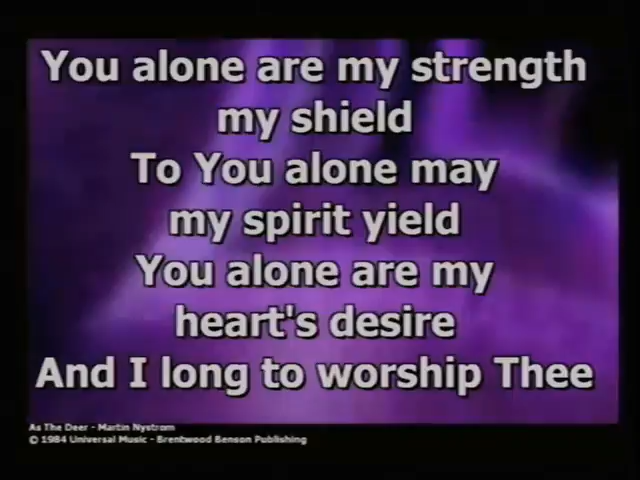 You alone are my strength
my shield
To You alone may
my spirit yield
You alone are my
heart's desire
And I long to worship Thee
As The Deer - Martin Nystrom
© 1984 Universal Music - Brentwood Benson Publishing